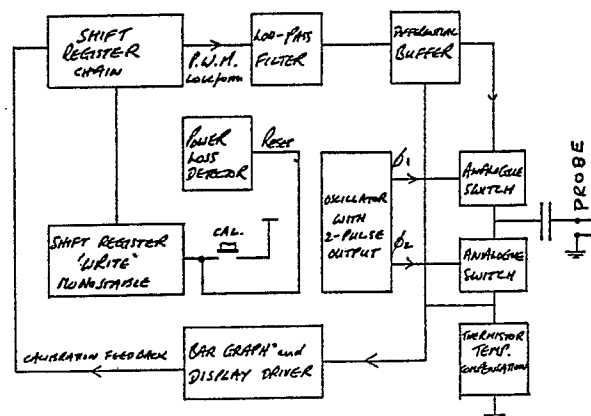 SHIFT
REGISTER
CHAIN
P.W.M.
Waveform
LOW-PASS
FILTER
DIFFERENTIAL
BUFFER
POWER
LOSS
DETECTOR
Reset
OSCILLATOR
WITH
2-PULSE
OUTPUT
Φ1
Φ2
ANALOGUE
SWITCH
PROBE
ANALOGUE
SWITCH
SHIFT REGISTER
"WRITE"
MONOSTABLE
CAL.
THERMISTOR
TEMP.
COMPENSATION
CALIBRATION FEEDBACK
BAR GRAPH and
DISPLAY DRIVER